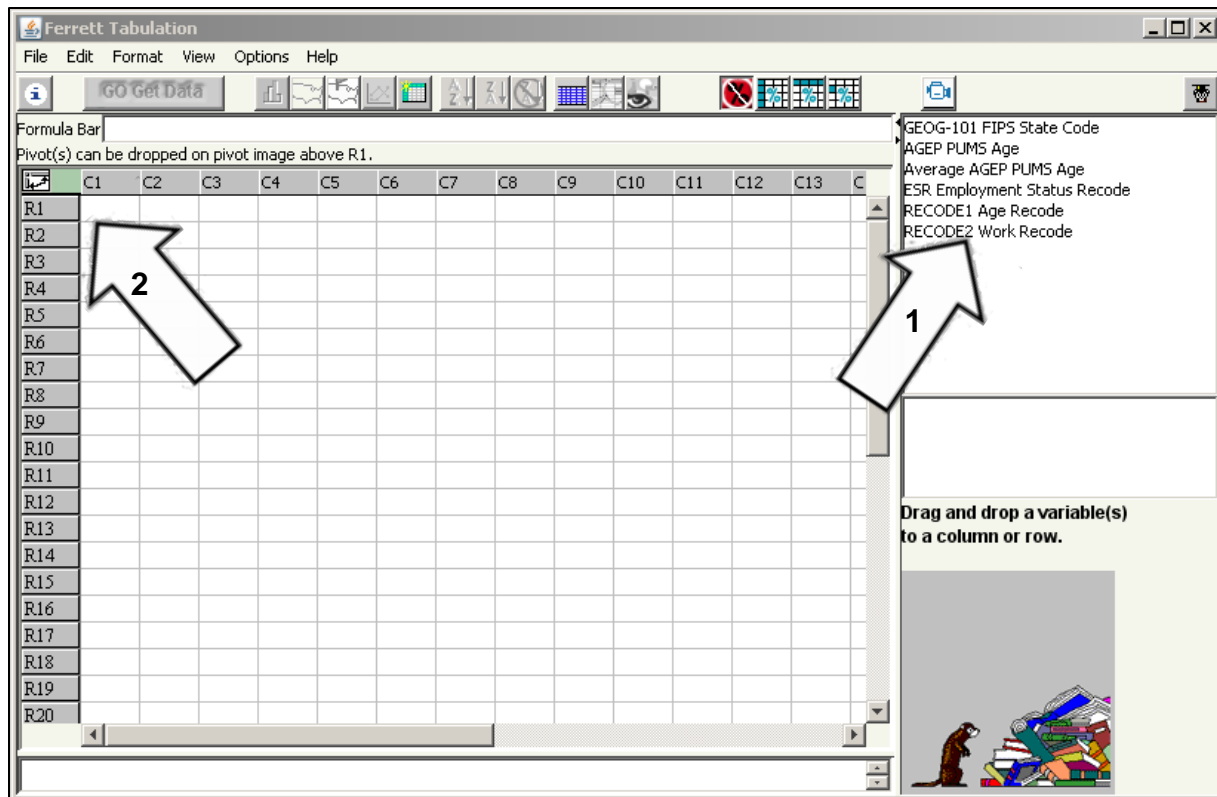 Ferrett Tabulation
File Edit Format View Options Help
GO Get Data
Formula Bar
Pivot(s) can be dropped on pivot image above R1.
C1 C2 C3 C4 C5 C6 C7 C8 C9 C10 C11 C12 C13 C
R1
R2
R3
R4
R5
R6
R7
R8
R9
R10
R11
R12
R13
R14
R15
R16
R17
R18
R19
R20
2
GEOG-101 FIPS State Code
AGEP PUMS Age
Average AGEP PUMS Age
ESR Employment Status Recode
RECODE1 Age Recode
RECODE2 Work Recode
1
Drag and drop a variable(s)
to a column or row.